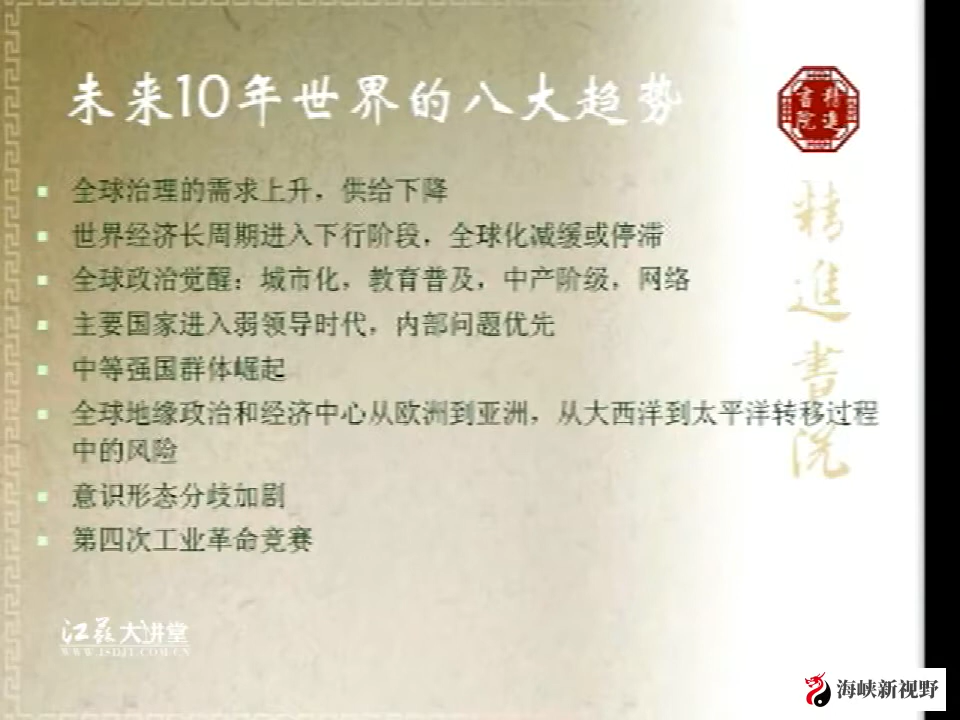 未来10年世界的八大趋势
精進書院
全球治理的需求上升，供给下降
世界经济长周期进入下行阶段，全球化减缓或停滞
全球政治觉醒：城市化，教育普及，中产阶级，网络
主要国家进入弱领导时代，内部问题优先
中等强国群体崛起
全球地缘政治和经济中心从欧洲到亚洲，从大西洋到太平洋转移过程
中的风险
意识形态分歧加剧
第四次工业革命竞赛
精進書院
江苏大讲堂
WWW.JSDJT.COM.CN
海峡新视野